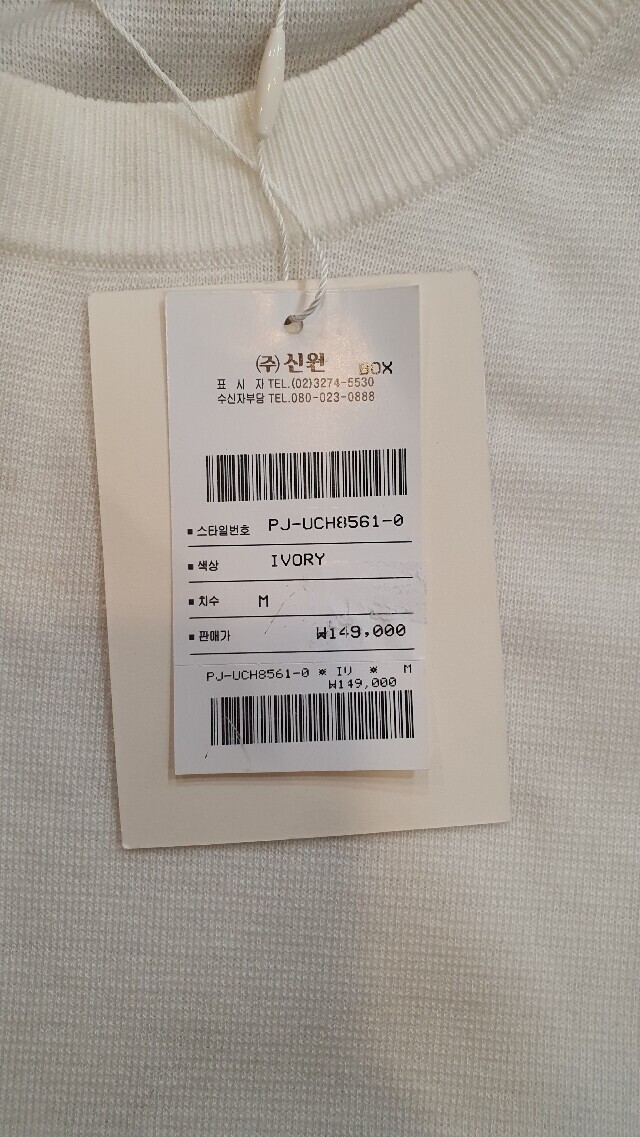 (주)신원 BOX
표 시 자 TEL.(02)3274-5530
수신자부담 TEL.080-023-0888
■ 스타일번호 PJ-UCH8561-0
■ 색상 IVORY
■ 치수 M
■ 판매가 ₩149,000
PJ-UCH8561-0 * IV * M
₩149,000